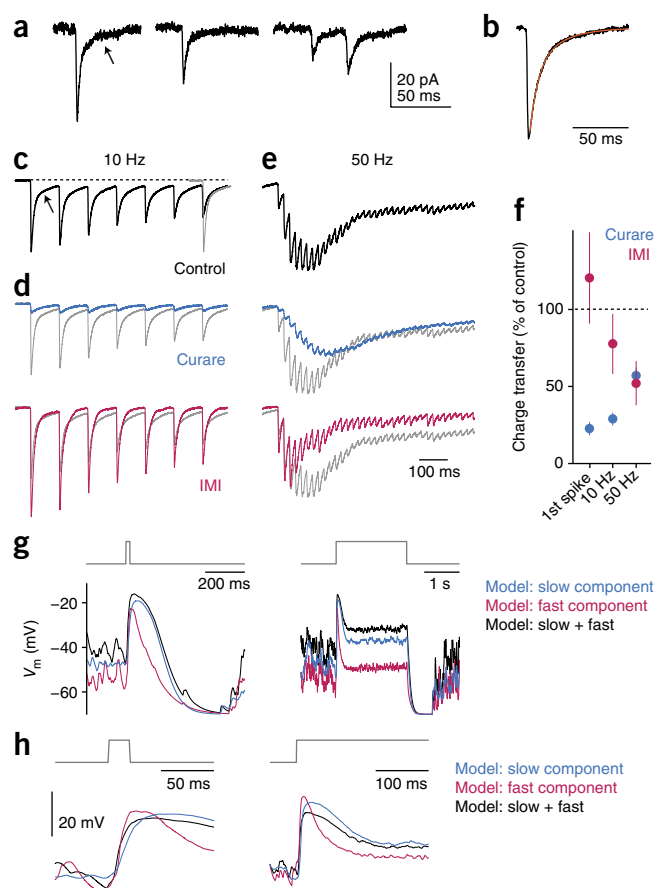 a
20 pA
50 ms
b
50 ms
c
10 Hz
Control
e
50 Hz
d
Curare
IMI
100 ms
f
Curare
IMI
Charge transfer (% of control)
100
50
0
1st spike
10 Hz
50 Hz
g
200 ms
1 s
Vm (mV)
−20
−40
−60
Model: slow component
Model: fast component
Model: slow + fast
h
50 ms
100 ms
20 mV
Model: slow component
Model: fast component
Model: slow + fast